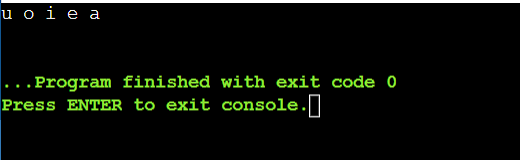 u o i e a
...Program finished with exit code 0
Press ENTER to exit console.